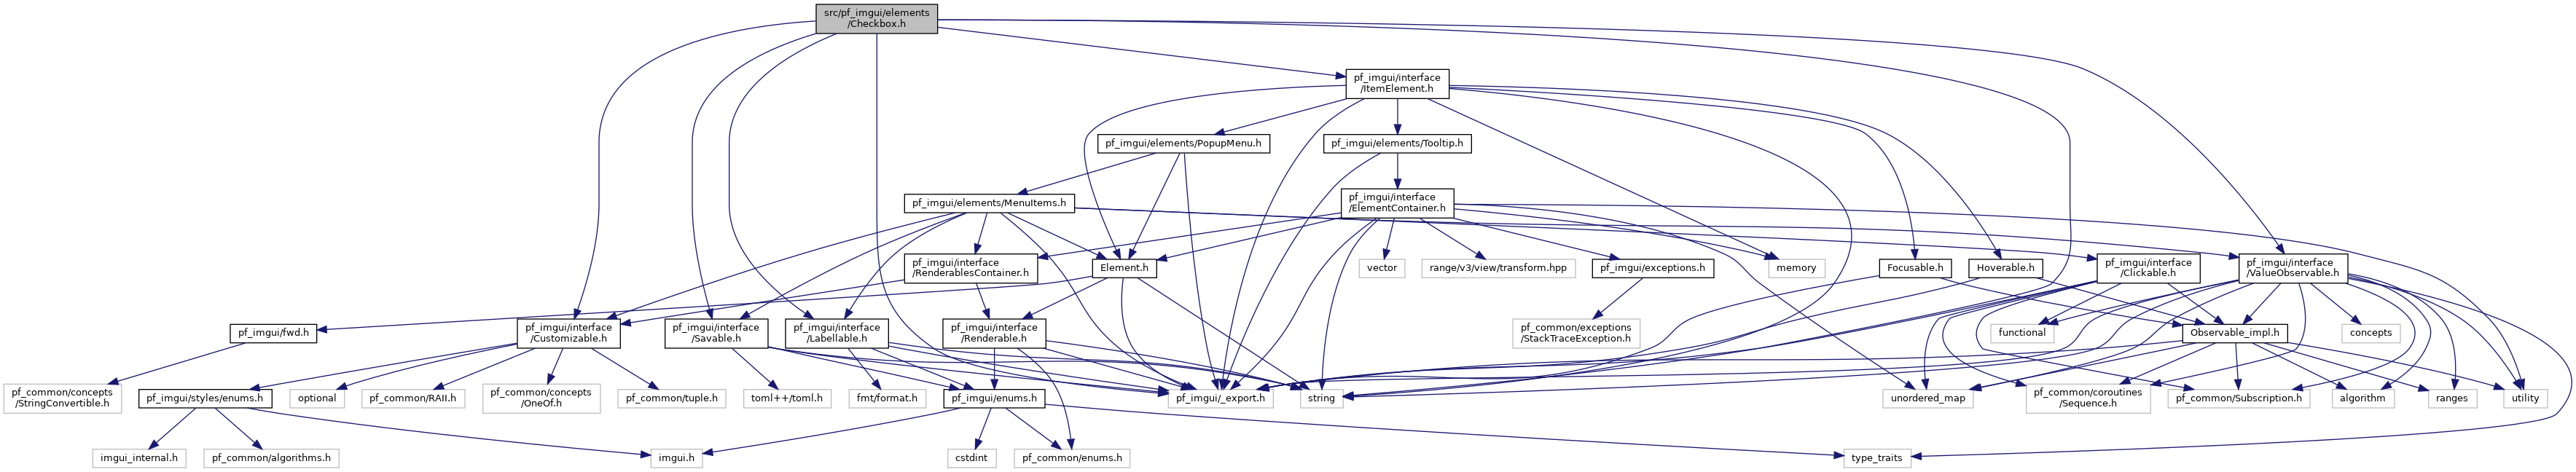 src/pf_imgui/elements
/Checkbox.h
pf_imgui/interface
/ItemElement.h
pf_imgui/elements/PopupMenu.h
pf_imgui/elements/Tooltip.h
pf_imgui/elements/MenuItems.h
pf_imgui/interface
/ElementContainer.h
pf_imgui/interface
/RenderablesContainer.h
Element.h
vector
range/v3/view/transform.hpp
pf_imgui/exceptions.h
memory
Focusable.h
Hoverable.h
pf_imgui/interface
/Clickable.h
pf_imgui/interface
/ValueObservable.h
pf_imgui/fwd.h
pf_imgui/interface
/Customizable.h
pf_imgui/interface
/Savable.h
pf_imgui/interface
/Labellable.h
pf_imgui/interface
/Renderable.h
pf_common/exceptions
/StackTraceException.h
functional
Observable_impl.h
concepts
pf_common/concepts
/StringConvertible.h
pf_imgui/styles/enums.h
optional
pf_common/RAII.h
pf_common/concepts
/OneOf.h
pf_common/tuple.h
toml++/toml.h
fmt/format.h
pf_imgui/enums.h
pf_imgui/_export.h
string
unordered_map
pf_common/coroutines
/Sequence.h
pf_common/Subscription.h
algorithm
ranges
utility
imgui_internal.h
pf_common/algorithms.h
imgui.h
cstdint
pf_common/enums.h
type_traits